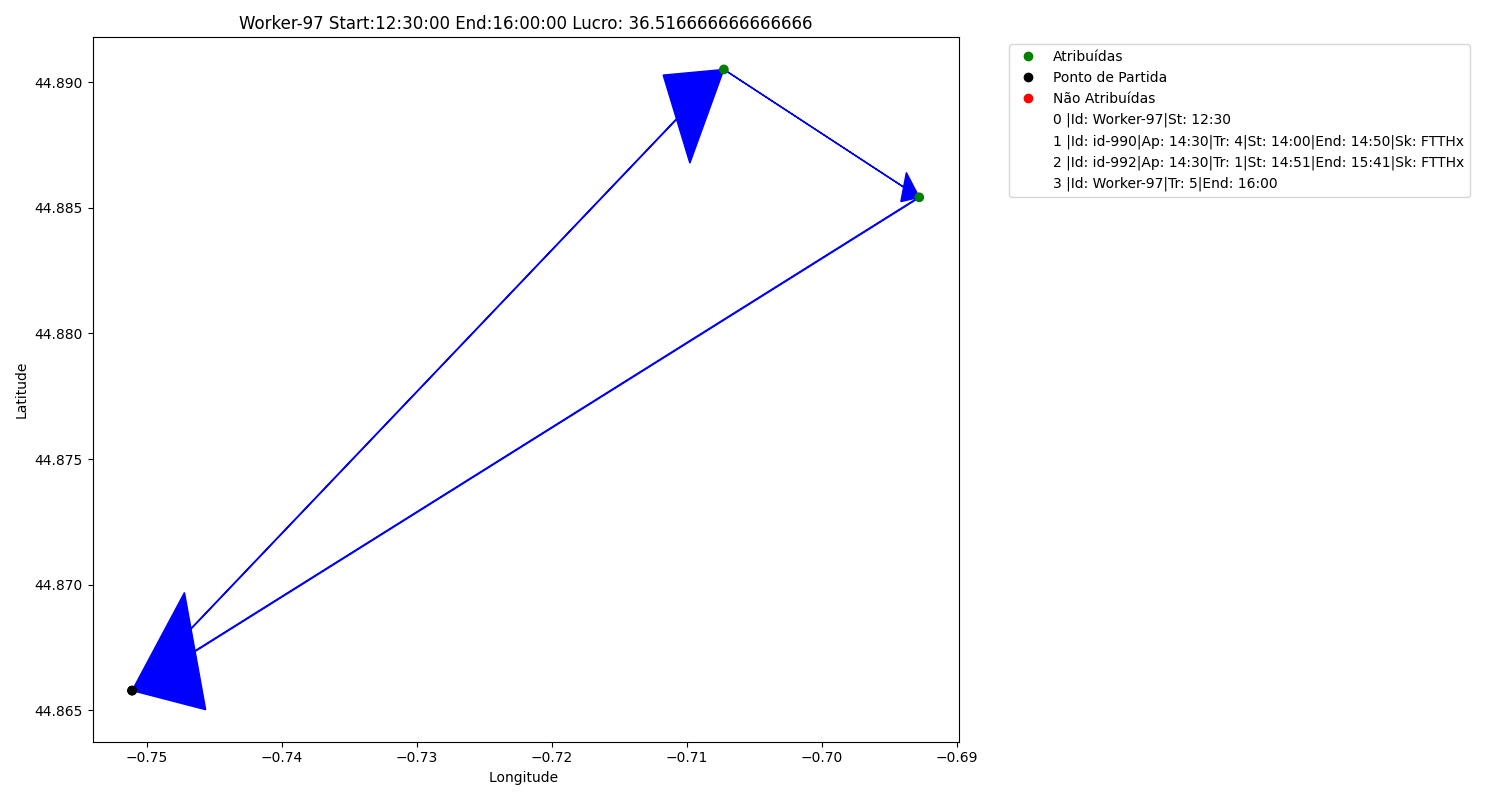 Worker-97 Start:12:30:00 End:16:00:00 Lucro: 36.516666666666666
44.890
44.885
44.880
44.875
44.870
44.865
Latitude
−0.75
−0.74
−0.73
−0.72
−0.71
−0.70
−0.69
Longitude
Atribuídas
Ponto de Partida
Não Atribuídas
0 |Id: Worker-97|St: 12:30
1 |Id: id-990|Ap: 14:30|Tr: 4|St: 14:00|End: 14:50|Sk: FTTHx
2 |Id: id-992|Ap: 14:30|Tr: 1|St: 14:51|End: 15:41|Sk: FTTHx
3 |Id: Worker-97|Tr: 5|End: 16:00